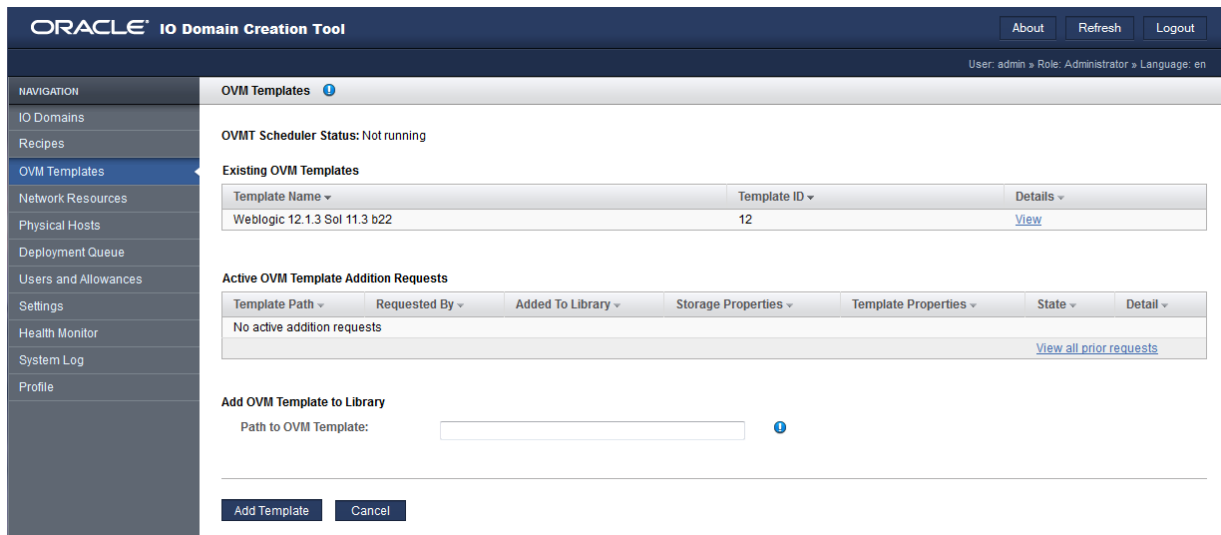 ORACLE IO Domain Creation Tool
About Refresh Logout
User: admin » Role: Administrator » Language: en
NAVIGATION
IO Domains
Recipes
OVM Templates
Network Resources
Physical Hosts
Deployment Queue
Users and Allowances
Settings
Health Monitor
System Log
Profile
OVM Templates
OVMT Scheduler Status: Not running
Existing OVM Templates
Template Name Template ID Details
Weblogic 12.1.3 Sol 11.3 b22 12 View
Active OVM Template Addition Requests
Template Path Requested By Added To Library Storage Properties Template Properties State Detail
No active addition requests
View all prior requests
Add OVM Template to Library
Path to OVM Template:
Add Template Cancel